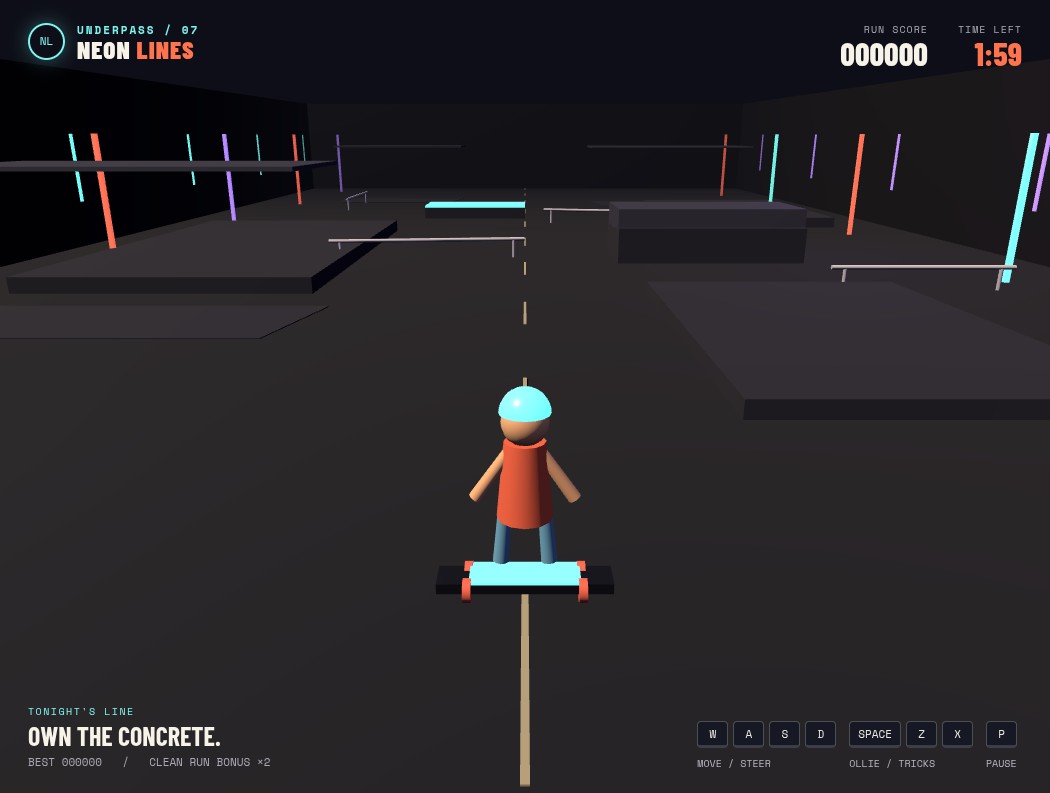 NL
UNDERPASS / 07
NEON LINES
RUN SCORE
000000
TIME LEFT
1:59
TONIGHT'S LINE
OWN THE CONCRETE.
BEST 000000 / CLEAN RUN BONUS ×2
W A S D SPACE Z X P
MOVE / STEER OLLIE / TRICKS PAUSE